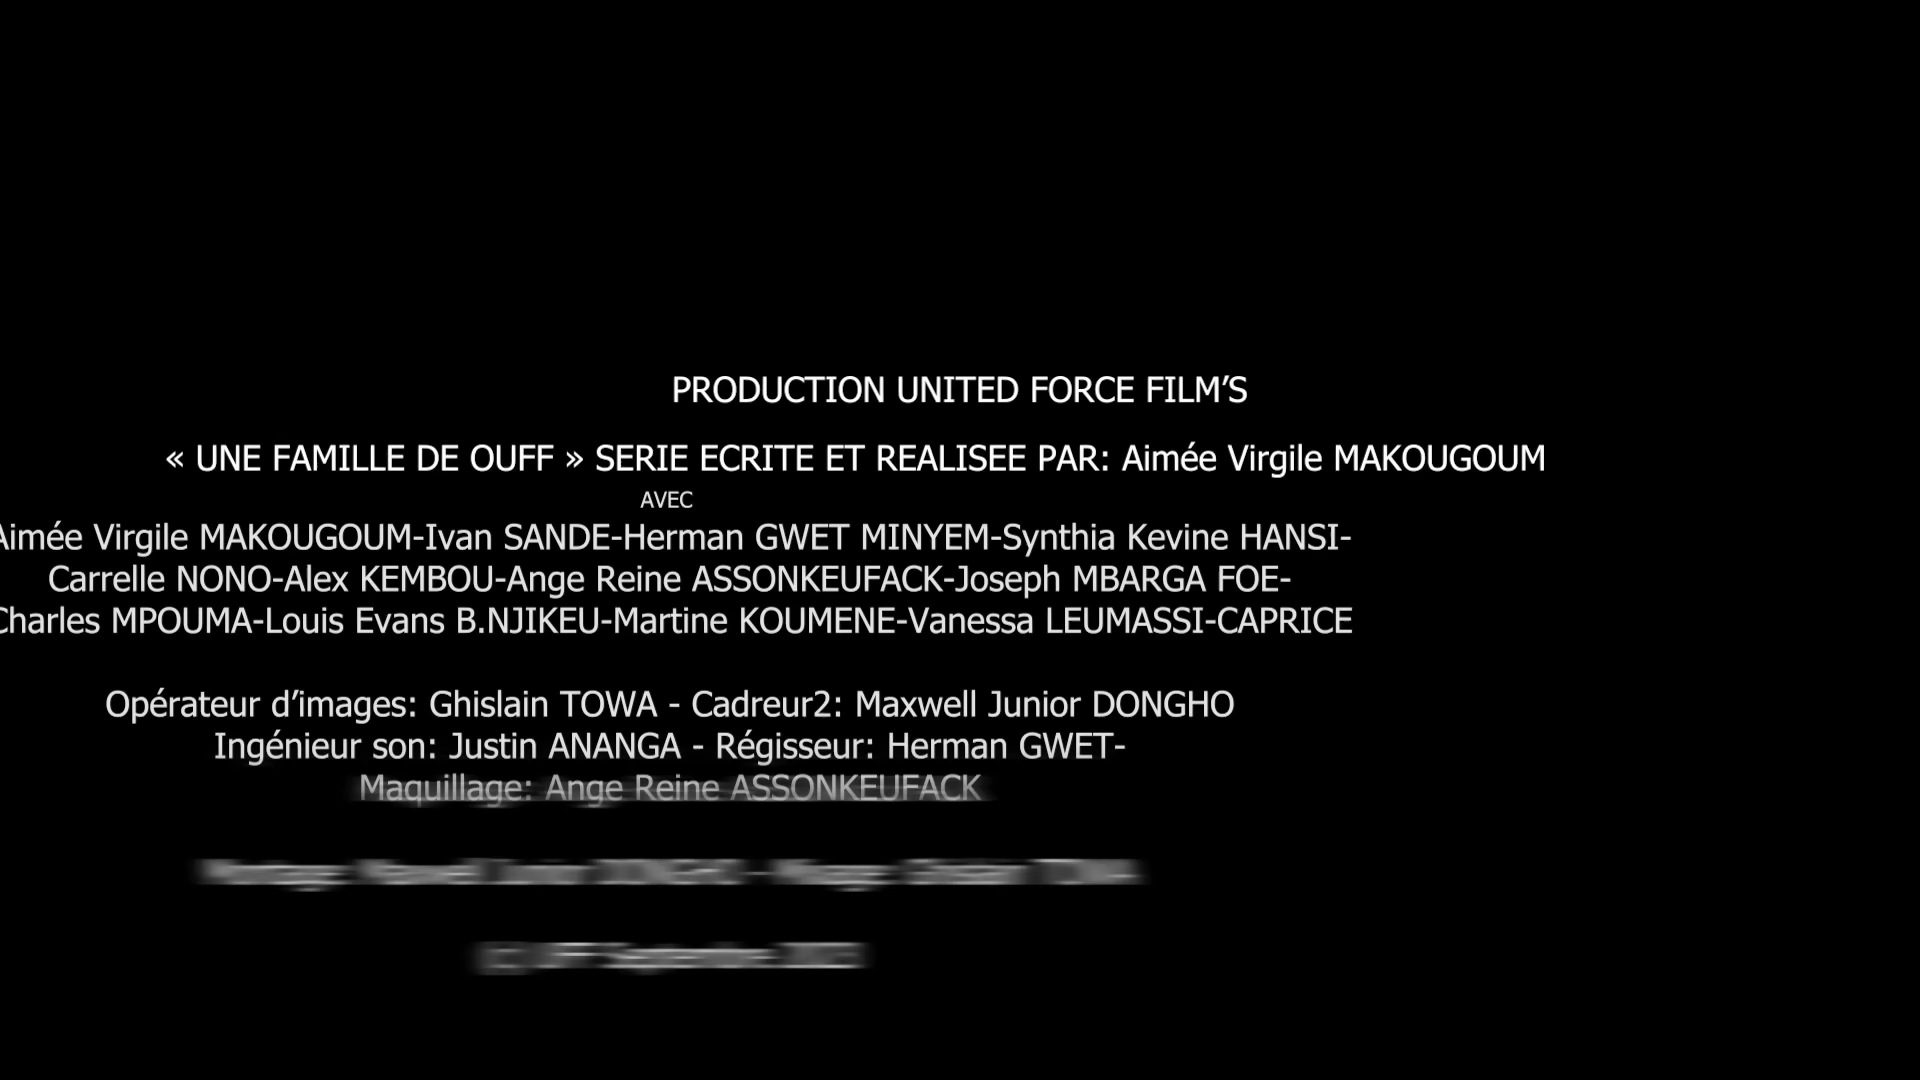 PRODUCTION UNITED FORCE FILM’S
« UNE FAMILLE DE OUFF » SERIE ECRITE ET REALISEE PAR: Aimée Virgile MAKOUGOUM
AVEC
Aimée Virgile MAKOUGOUM-Ivan SANDE-Herman GWET MINYEM-Synthia Kevine HANSI-
Carrelle NONO-Alex KEMBOU-Ange Reine ASSONKEUFACK-Joseph MBARGA FOE-
Charles MPOUMA-Louis Evans B.NJIKEU-Martine KOUMENE-Vanessa LEUMASSI-CAPRICE
Opérateur d’images: Ghislain TOWA - Cadreur2: Maxwell Junior DONGHO
Ingénieur son: Justin ANANGA - Régisseur: Herman GWET-
Maquillage: Ange Reine ASSONKEUFACK